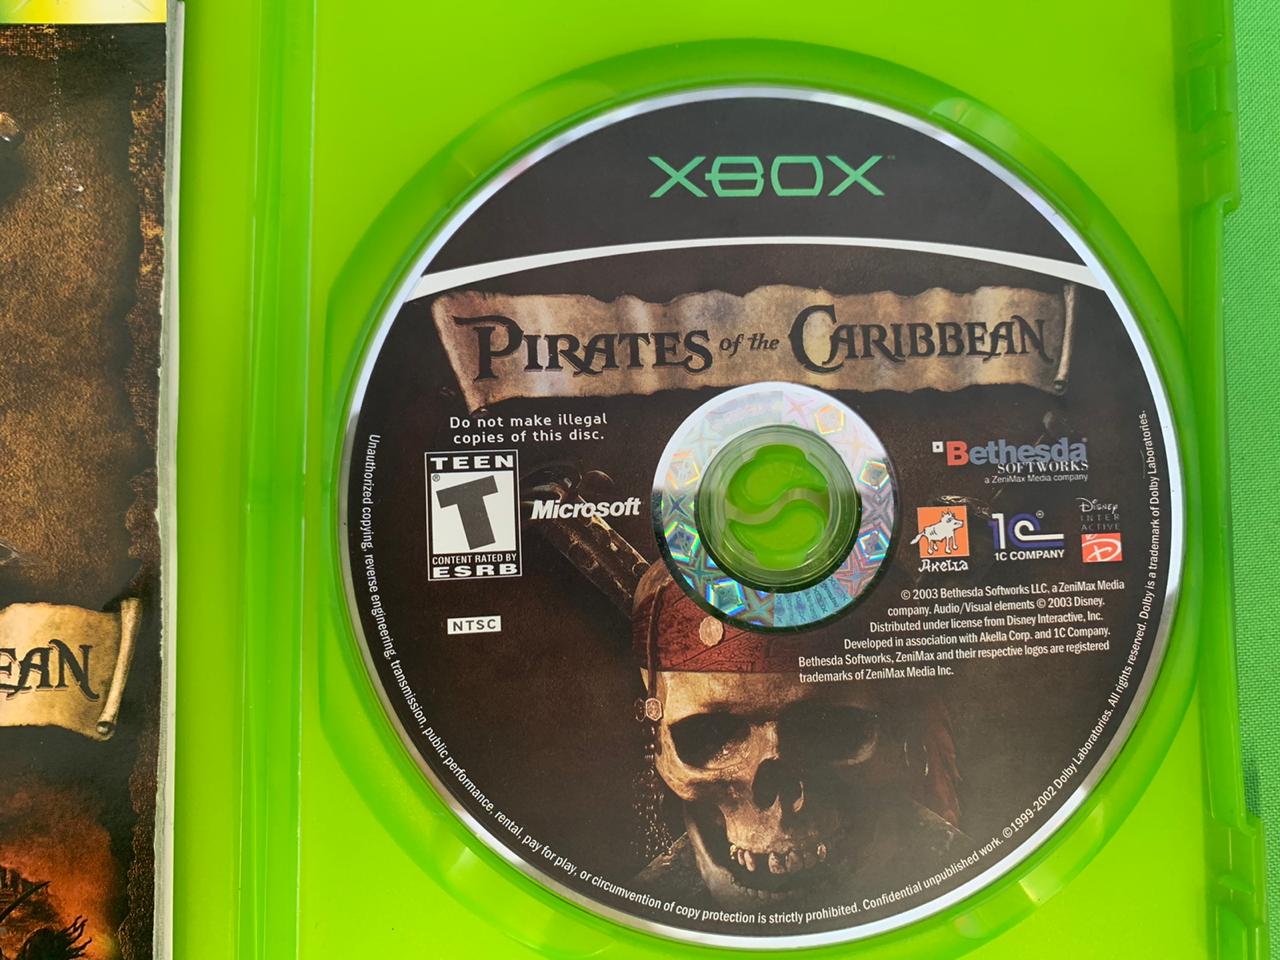 XBOX
PIRATES of the CARIBBEAN
Do not make illegal
copies of this disc.
TEEN
T
CONTENT RATED BY
ESRB
Microsoft
NTSC
Bethesda
SOFTWORKS
a ZeniMax Media company
Akella
1C
1C COMPANY
DISNEY
INTER
ACTIVE
© 2003 Bethesda Softworks LLC, a ZeniMax Media
company. Audio/Visual elements © 2003 Disney.
Distributed under license from Disney Interactive, Inc.
Developed in association with Akella Corp. and 1C Company.
Bethesda Softworks, ZeniMax and their respective logos are registered
trademarks of ZeniMax Media Inc.
Unauthorized copying, reverse engineering, transmission, public performance, rental, pay for play, or circumvention of copy protection is strictly prohibited. Confidential unpublished work. ©1999-2002 Dolby Laboratories. All rights reserved. Dolby is a trademark of Dolby Laboratories.
EAN